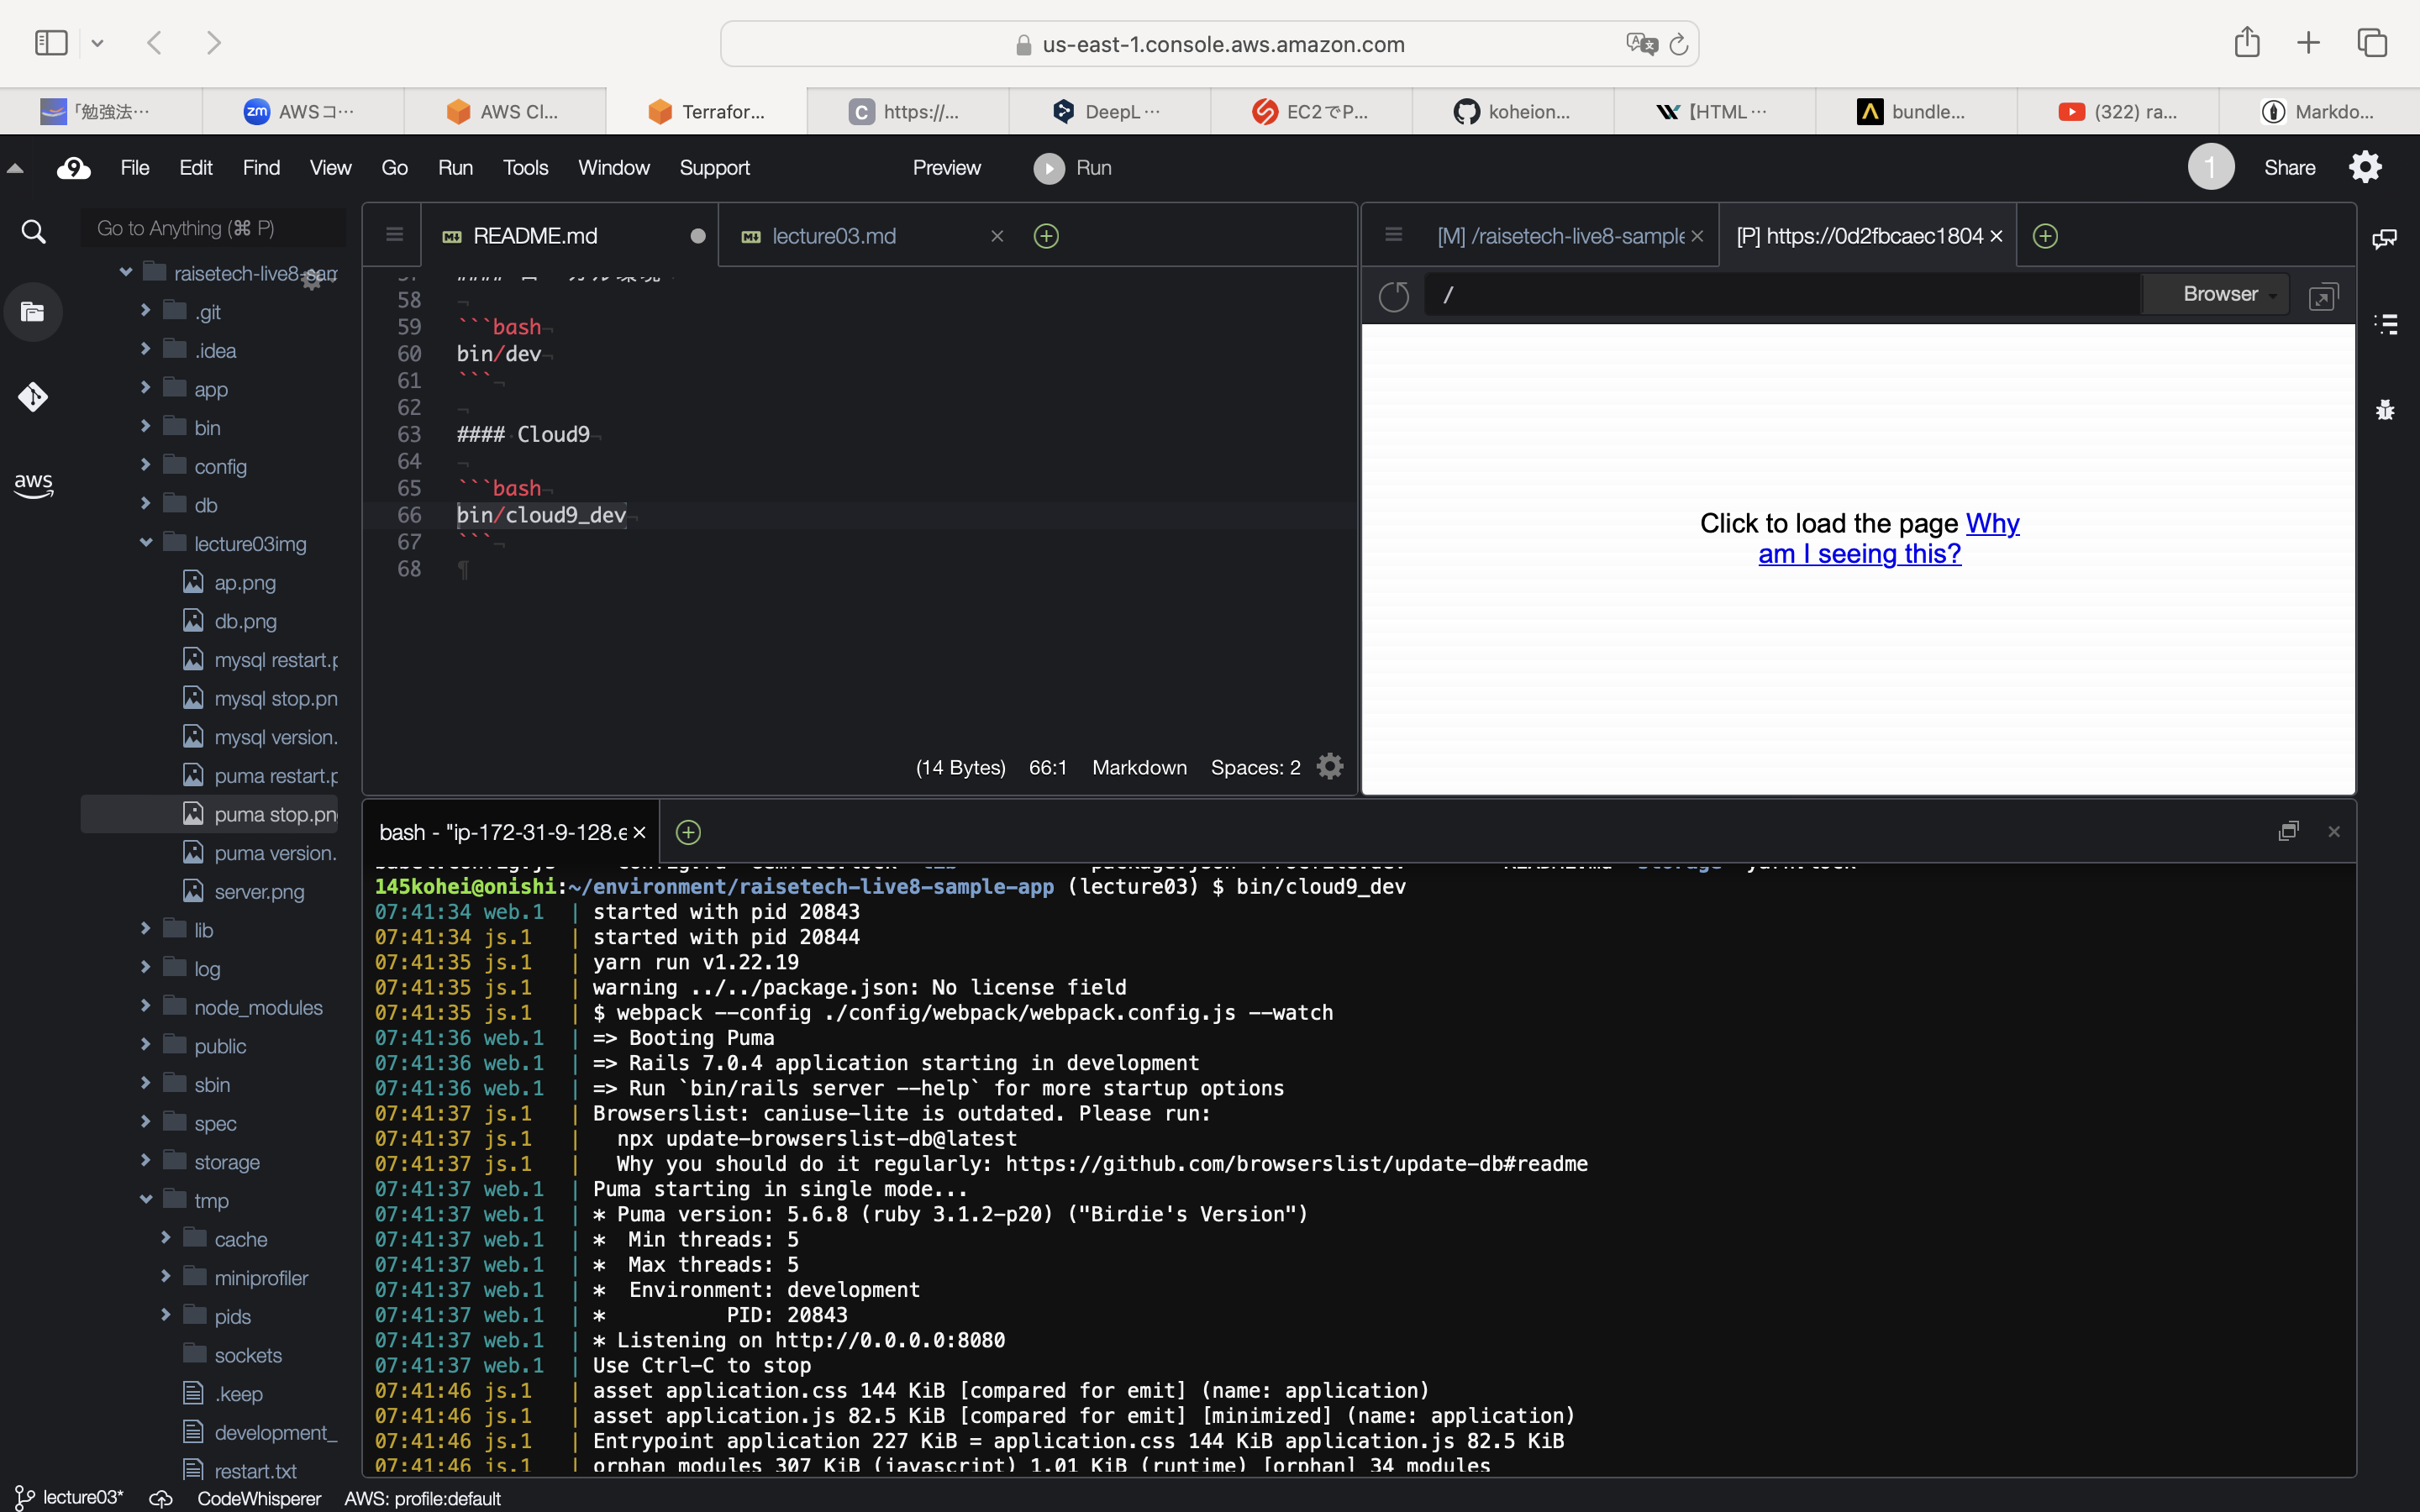 us-east-1.console.aws.amazon.com
「勉強法…
zm AWSコ…
AWS Cl...
Terrafor...
C https://...
DeepL …
EC2でP...
koheion...
【HTML …
bundle...
(322) ra...
Markdo...
9 File Edit Find View Go Run Tools Window Support Preview Run 1 Share
Go to Anything (⌘ P)
raisetech-live8-sam
.git
.idea
app
bin
config
db
lecture03img
ap.png
db.png
mysql restart.p
mysql stop.pn
mysql version.
puma restart.p
puma stop.pn
puma version.
server.png
lib
log
node_modules
public
sbin
spec
storage
tmp
cache
miniprofiler
pids
sockets
.keep
development_
restart.txt
aws
README.md
lecture03.md
58
59 ```bash
60 bin/dev
61 ```
62
63 #### Cloud9
64
65 ```bash
66 bin/cloud9_dev
67 ```
68
(14 Bytes) 66:1 Markdown Spaces: 2
[M] /raisetech-live8-sample
[P] https://0d2fbcaec1804
/ Browser
Click to load the page Why
am I seeing this?
bash - "ip-172-31-9-128.e
145kohei@onishi:~/environment/raisetech-live8-sample-app (lecture03) $ bin/cloud9_dev
07:41:34 web.1 | started with pid 20843
07:41:34 js.1 | started with pid 20844
07:41:35 js.1 | yarn run v1.22.19
07:41:35 js.1 | warning ../../package.json: No license field
07:41:35 js.1 | $ webpack --config ./config/webpack/webpack.config.js --watch
07:41:36 web.1 | => Booting Puma
07:41:36 web.1 | => Rails 7.0.4 application starting in development
07:41:36 web.1 | => Run `bin/rails server --help` for more startup options
07:41:37 js.1 | Browserslist: caniuse-lite is outdated. Please run:
07:41:37 js.1 | npx update-browserslist-db@latest
07:41:37 js.1 | Why you should do it regularly: https://github.com/browserslist/update-db#readme
07:41:37 web.1 | Puma starting in single mode...
07:41:37 web.1 | * Puma version: 5.6.8 (ruby 3.1.2-p20) ("Birdie's Version")
07:41:37 web.1 | * Min threads: 5
07:41:37 web.1 | * Max threads: 5
07:41:37 web.1 | * Environment: development
07:41:37 web.1 | * PID: 20843
07:41:37 web.1 | * Listening on http://0.0.0.0:8080
07:41:37 web.1 | Use Ctrl-C to stop
07:41:46 js.1 | asset application.css 144 KiB [compared for emit] (name: application)
07:41:46 js.1 | asset application.js 82.5 KiB [compared for emit] [minimized] (name: application)
07:41:46 js.1 | Entrypoint application 227 KiB = application.css 144 KiB application.js 82.5 KiB
07:41:46 js.1 | orphan modules 307 KiB (javascript) 1.01 KiB (runtime) [orphan] 34 modules
lecture03* CodeWhisperer AWS: profile:default